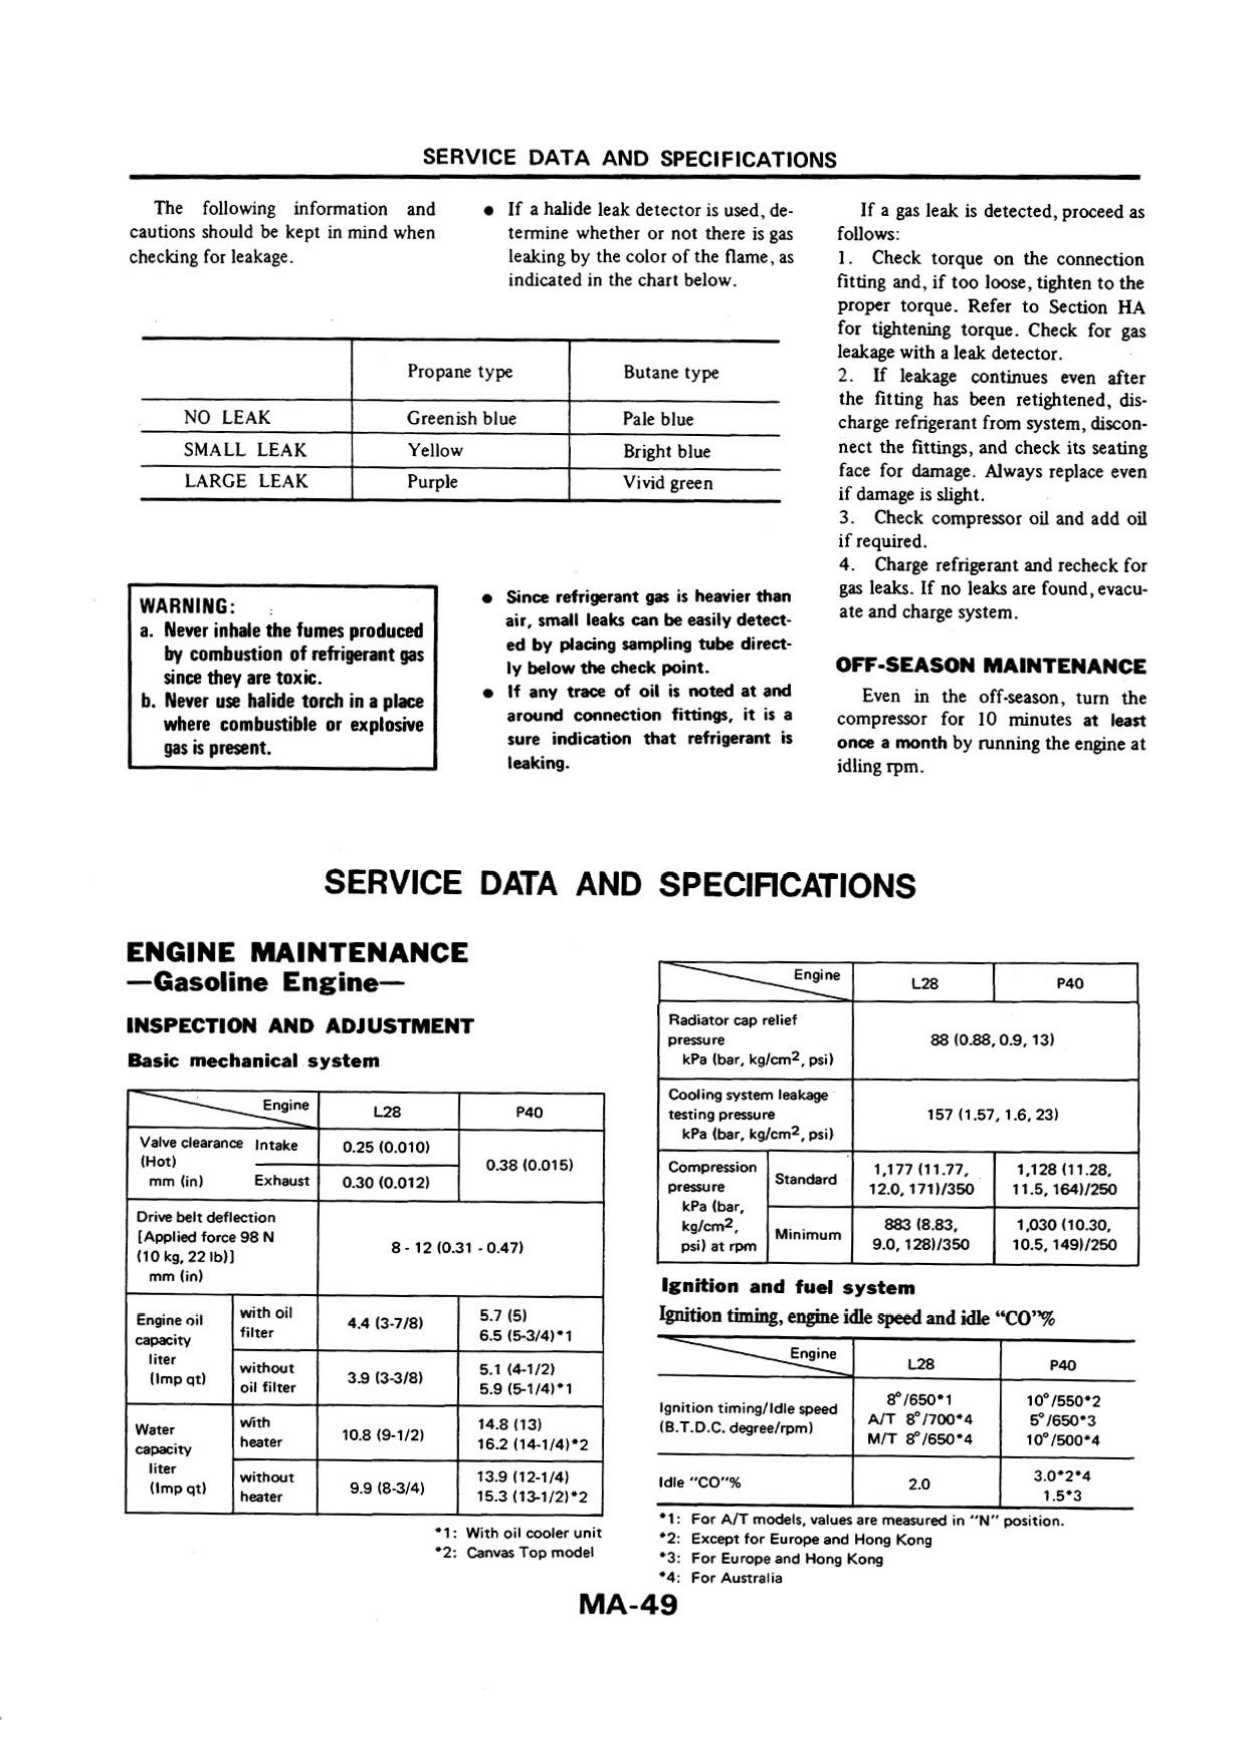 SERVICE DATA AND SPECIFICATIONS
The following information and
cautions should be kept in mind when
checking for leakage.
● If a halide leak detector is used, de-
termine whether or not there is gas
leaking by the color of the flame, as
indicated in the chart below.
Propane type Butane type
NO LEAK Greenish blue Pale blue
SMALL LEAK Yellow Bright blue
LARGE LEAK Purple Vivid green
WARNING:
a. Never inhale the fumes produced
by combustion of refrigerant gas
since they are toxic.
b. Never use halide torch in a place
where combustible or explosive
gas is present.
● Since refrigerant gas is heavier than
air, small leaks can be easily detect-
ed by placing sampling tube direct-
ly below the check point.
● If any trace of oil is noted at and
around connection fittings, it is a
sure indication that refrigerant is
leaking.
If a gas leak is detected, proceed as
follows:
1. Check torque on the connection
fitting and, if too loose, tighten to the
proper torque. Refer to Section HA
for tightening torque. Check for gas
leakage with a leak detector.
2. If leakage continues even after
the fitting has been retightened, dis-
charge refrigerant from system, discon-
nect the fittings, and check its seating
face for damage. Always replace even
if damage is slight.
3. Check compressor oil and add oil
if required.
4. Charge refrigerant and recheck for
gas leaks. If no leaks are found, evacu-
ate and charge system.
OFF-SEASON MAINTENANCE
Even in the off-season, turn the
compressor for 10 minutes at least
once a month by running the engine at
idling rpm.
SERVICE DATA AND SPECIFICATIONS
ENGINE MAINTENANCE
—Gasoline Engine—
INSPECTION AND ADJUSTMENT
Basic mechanical system
Engine L28 P40
Valve clearance Intake 0.25 (0.010)
(Hot) 0.38 (0.015)
mm (in) Exhaust 0.30 (0.012)
Drive belt deflection
[Applied force 98 N
(10 kg, 22 lb)] 8 - 12 (0.31 - 0.47)
mm (in)
Engine oil with oil 4.4 (3-7/8) 5.7 (5)
capacity filter 6.5 (5-3/4)*1
liter without 3.9 (3-3/8) 5.1 (4-1/2)
(Imp qt) oil filter 5.9 (5-1/4)*1
Water with 10.8 (9-1/2) 14.8 (13)
capacity heater 16.2 (14-1/4)*2
liter without 9.9 (8-3/4) 13.9 (12-1/4)
(Imp qt) heater 15.3 (13-1/2)*2
*1: With oil cooler unit
*2: Canvas Top model
Engine L28 P40
Radiator cap relief
pressure 88 (0.88, 0.9, 13)
kPa (bar, kg/cm2, psi)
Cooling system leakage
testing pressure 157 (1.57, 1.6, 23)
kPa (bar, kg/cm2, psi)
Compression Standard 1,177 (11.77, 1,128 (11.28,
pressure 12.0, 171)/350 11.5, 164)/250
kPa (bar,
kg/cm2, Minimum 883 (8.83, 1,030 (10.30,
psi) at rpm 9.0, 128)/350 10.5, 149)/250
Ignition and fuel system
Ignition timing, engine idle speed and idle "CO"%
Engine L28 P40
8°/650*1 10°/550*2
Ignition timing/Idle speed A/T 8°/700*4 5°/650*3
(B.T.D.C. degree/rpm) M/T 8°/650*4 10°/500*4
Idle "CO"% 2.0 3.0*2*4
1.5*3
*1: For A/T models, values are measured in "N" position.
*2: Except for Europe and Hong Kong
*3: For Europe and Hong Kong
*4: For Australia
MA-49